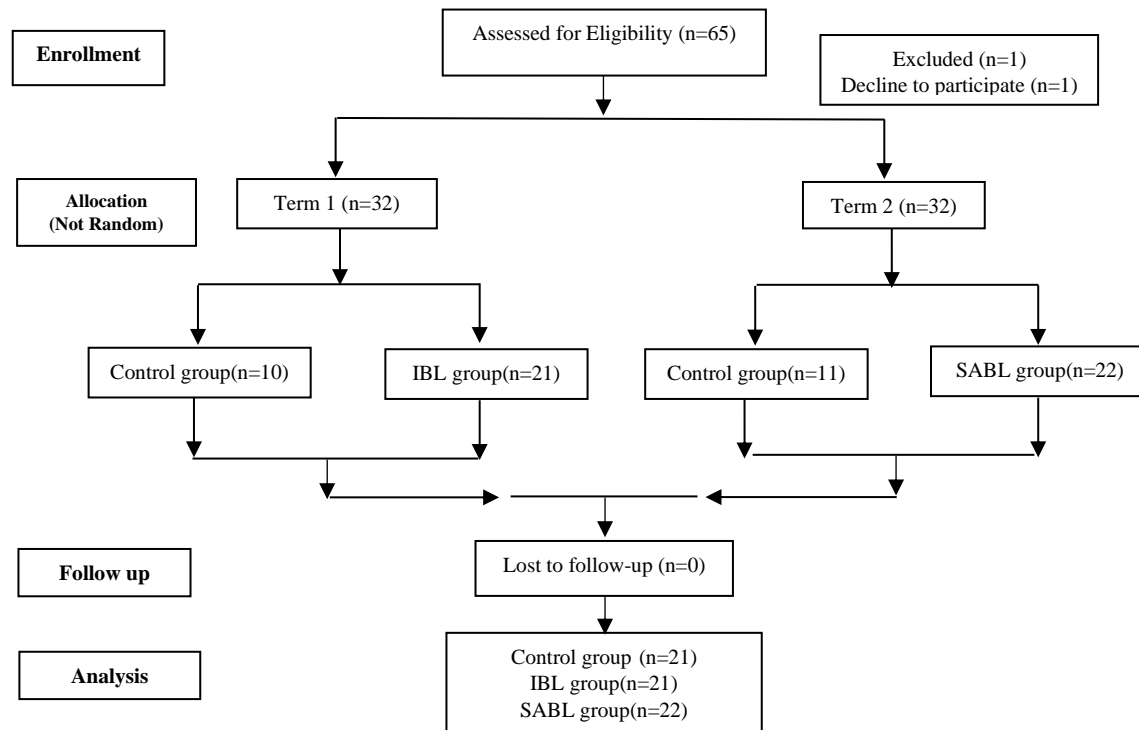 Enrollment
Assessed for Eligibility (n=65)
Excluded (n=1)
Decline to participate (n=1)
Allocation
(Not Random)
Term 1 (n=32)
Term 2 (n=32)
Control group(n=10)
IBL group(n=21)
Control group(n=11)
SABL group(n=22)
Follow up
Lost to follow-up (n=0)
Analysis
Control group (n=21)
IBL group(n=21)
SABL group(n=22)